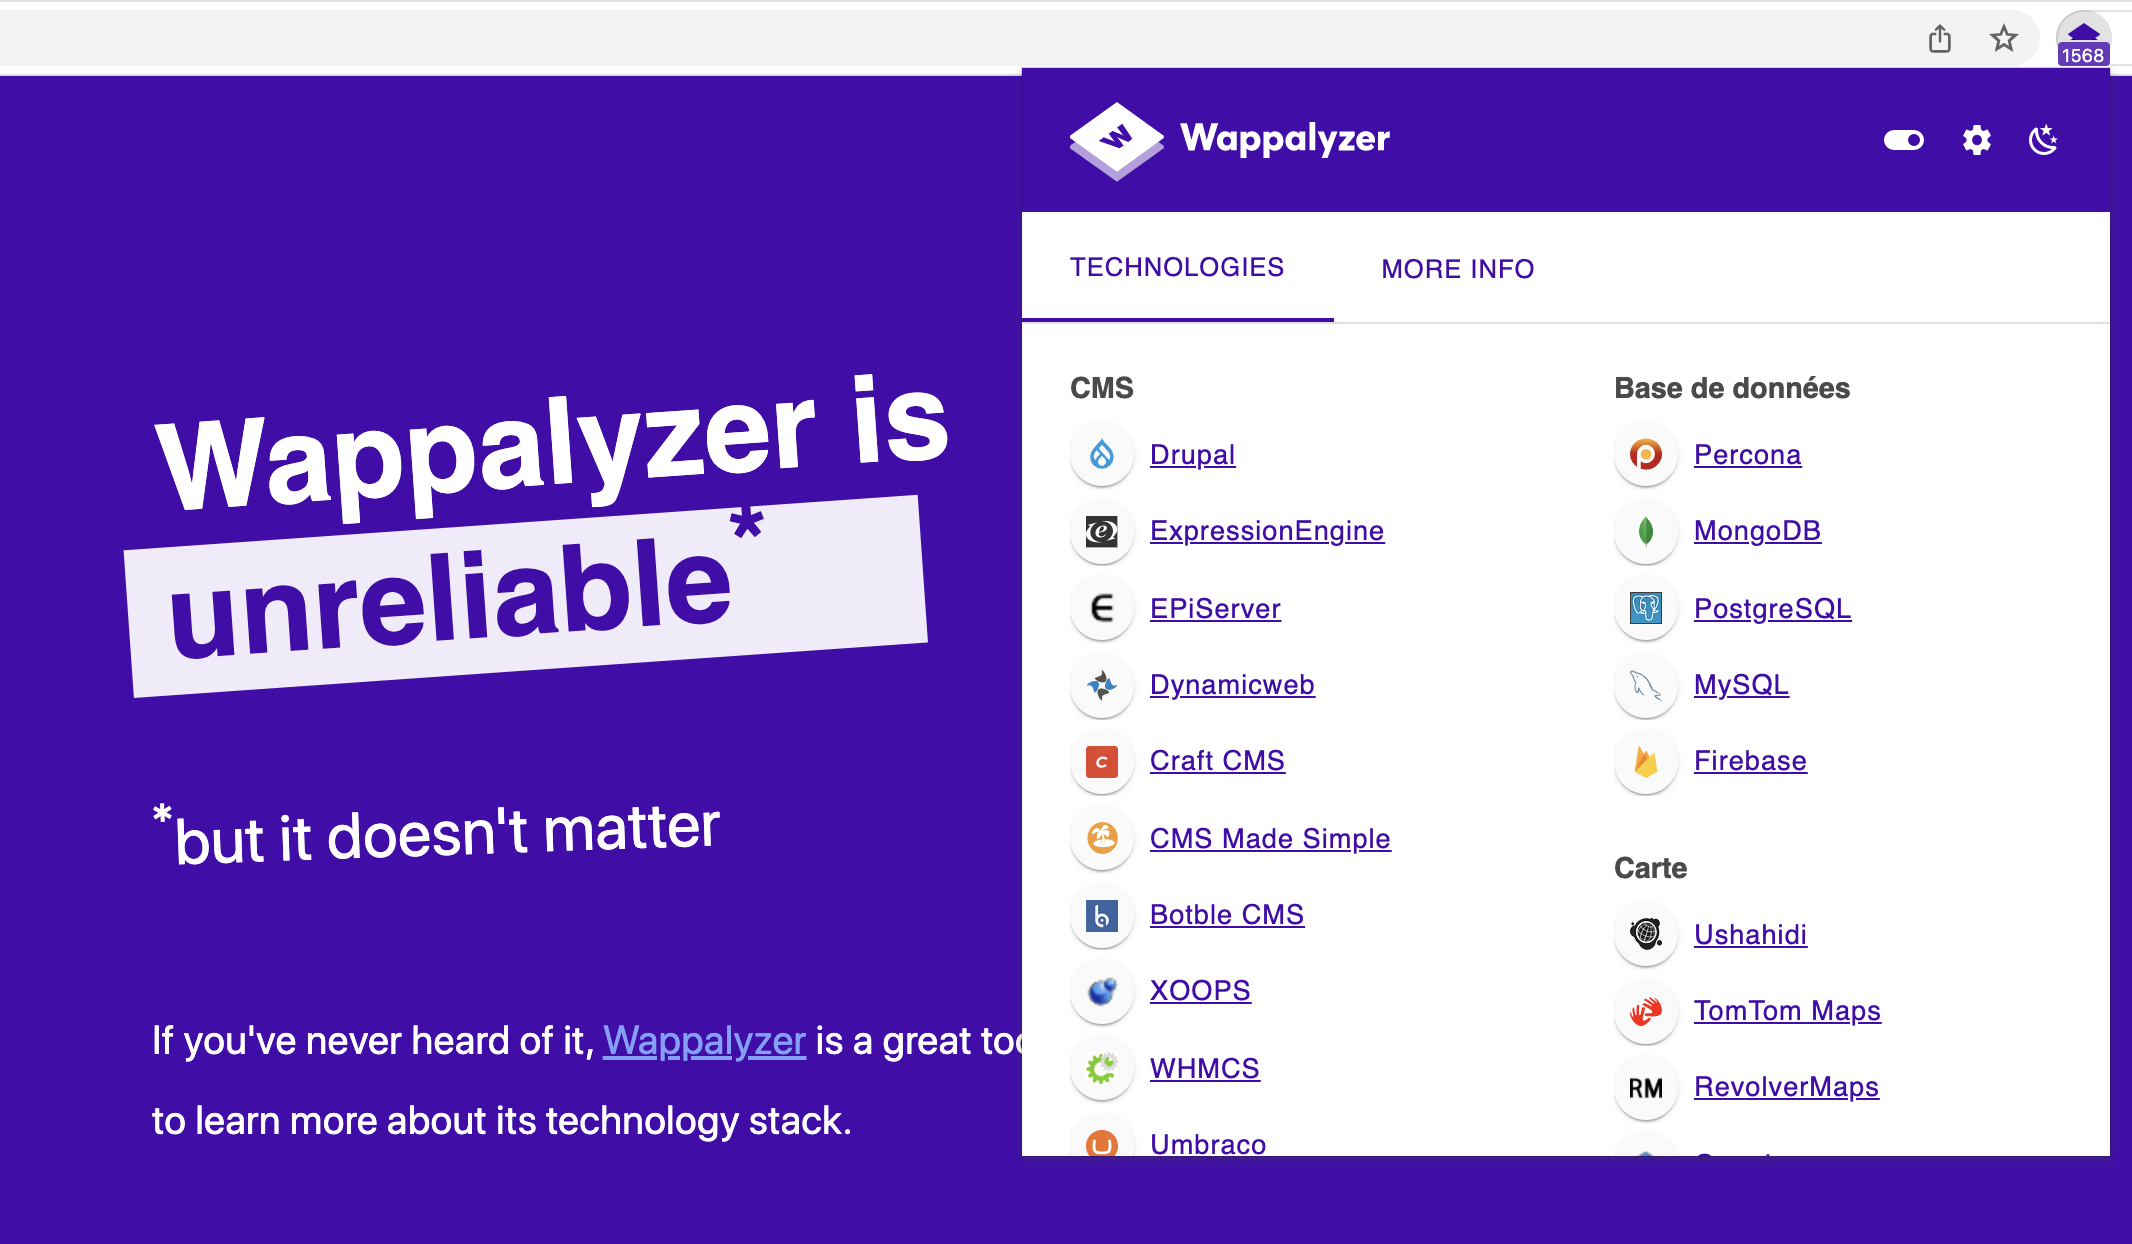 1568
Wappalyzer
TECHNOLOGIES
MORE INFO
Wappalyzer is
unreliable*
*but it doesn't matter
If you've never heard of it, Wappalyzer is a great
to learn more about its technology stack.
CMS
Drupal
ExpressionEngine
EPiServer
Dynamicweb
Craft CMS
CMS Made Simple
Botble CMS
XOOPS
WHMCS
Umbraco
Base de données
Percona
MongoDB
PostgreSQL
MySQL
Firebase
Carte
Ushahidi
TomTom Maps
RM
RevolverMaps